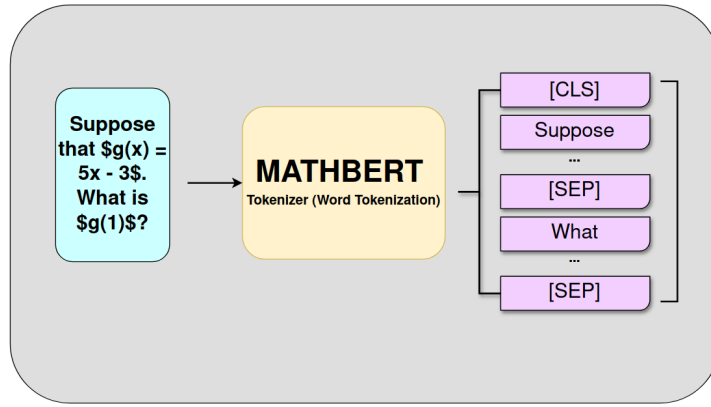 Suppose
that $g(x) =
5x - 3$.
What is
$g(1)$?
MATHBERT
Tokenizer (Word Tokenization)
[CLS]
Suppose
...
[SEP]
What
...
[SEP]